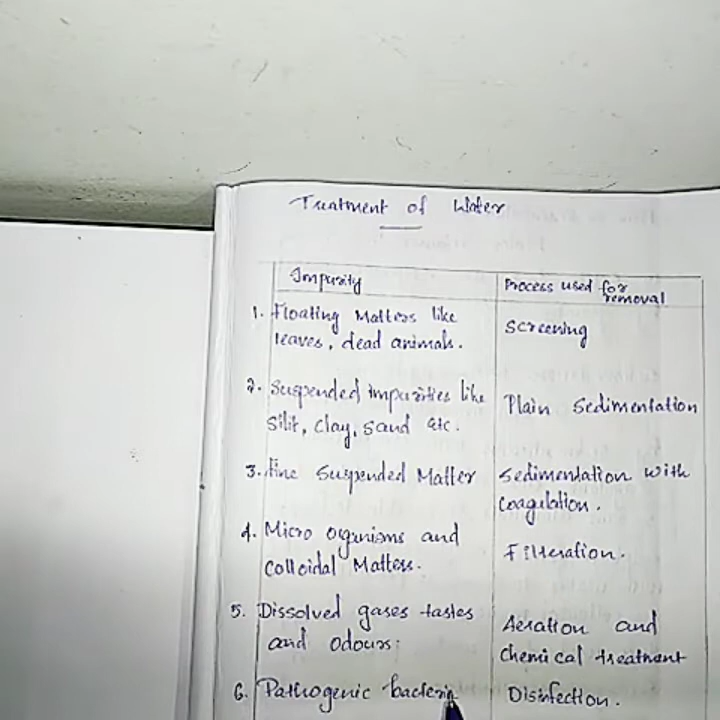 Treatment of Water
Impurity
Process used for
removal
1. Floating Matters like
leaves, dead animals.
Screening
2. Suspended impurities like
Silit, clay, sand etc.
Plain Sedimentation
3. Fine Suspended Matter
Sedimentation with
Coagulation.
4. Micro organisms and
Colloidal Matters.
Filteration.
5. Dissolved gases tastes
and odours:
Aeration and
Chemical treatment
6. Pathogenic bacteria
Disinfection.